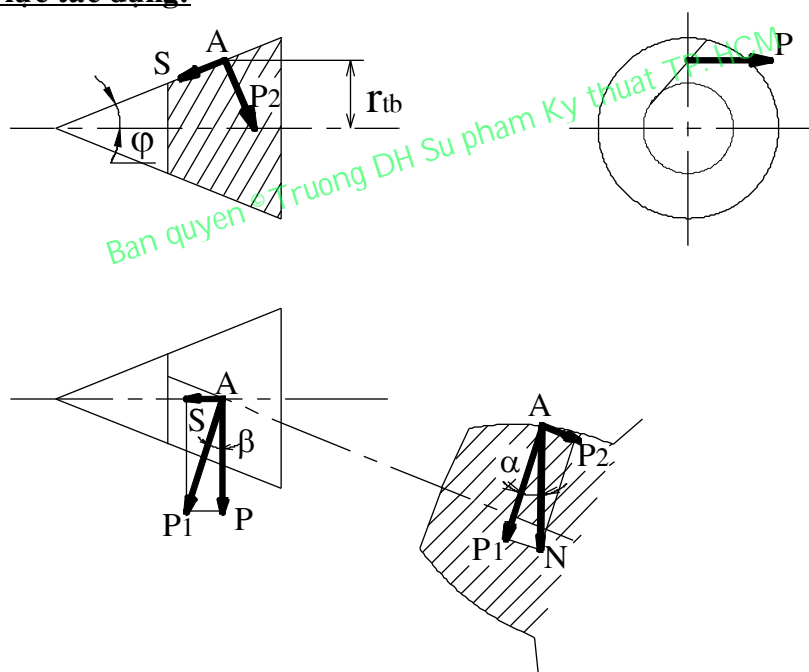 lực tác dụng:
A
S
P2
rtb
φ
P
Ban quyen © Truong DH Su pham Ky thuat TP. HCM
A
S
β
P1
P
A
α
P2
P1
N